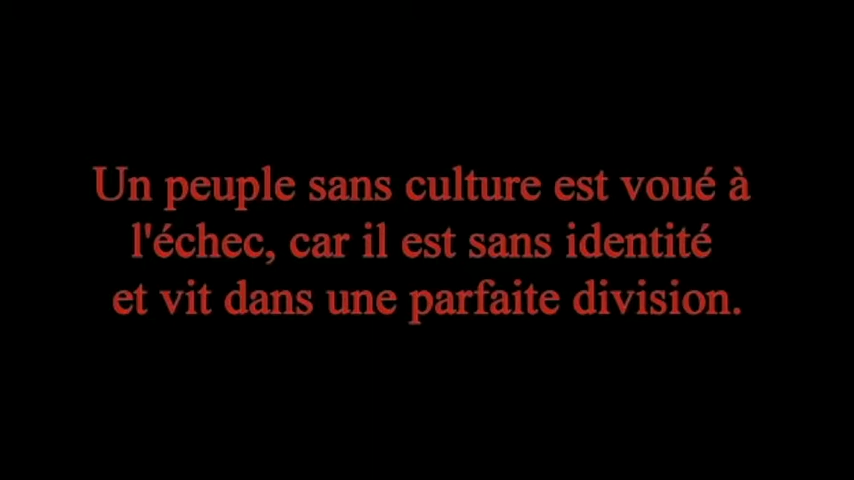 Un peuple sans culture est voué à
l'échec, car il est sans identité
et vit dans une parfaite division.